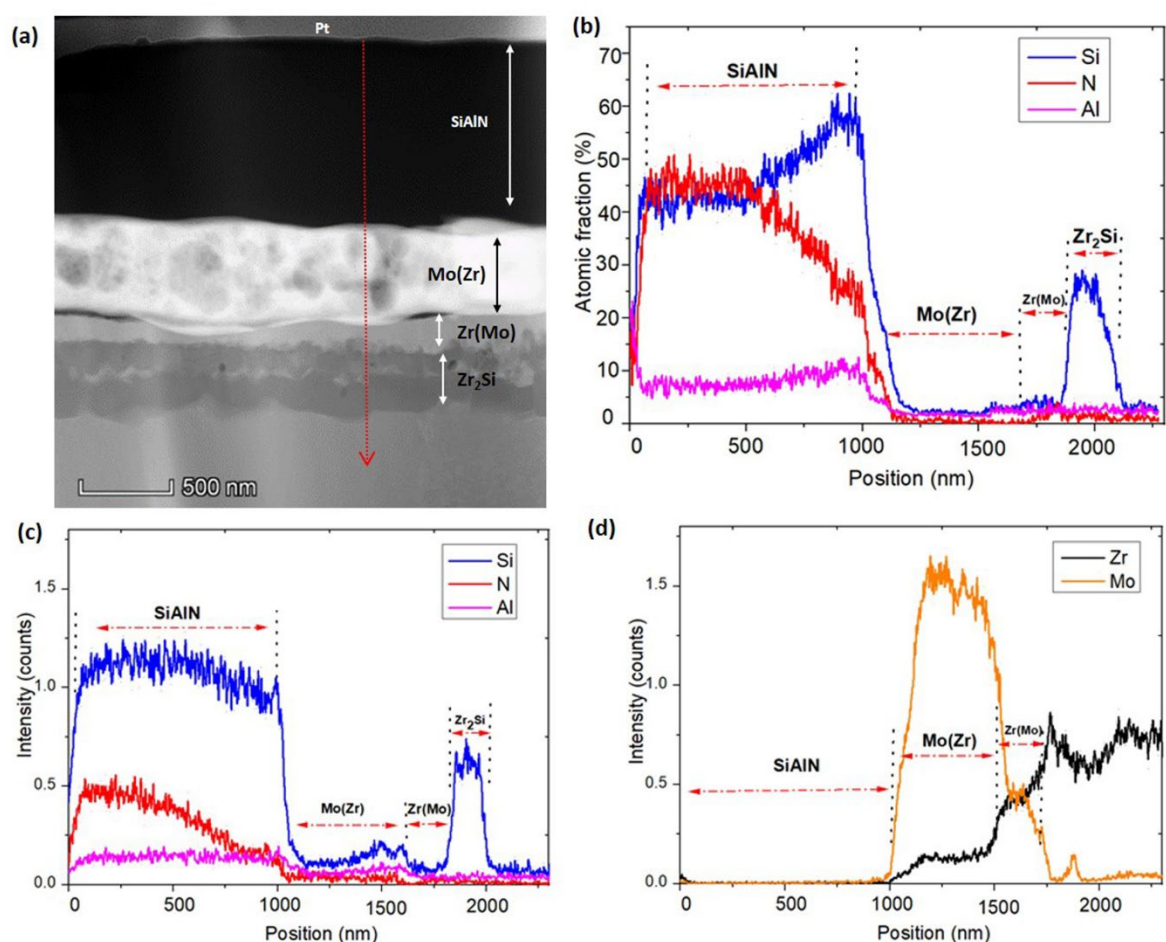 (a)
Pt
SiAlN
Mo(Zr)
Zr(Mo)
Zr₂Si
500 nm
(b)
Atomic fraction (%)
70
60
50
40
30
20
10
0
SiAlN
Mo(Zr)
Zr(Mo)
Zr₂Si
Si
N
Al
0
500
1000
1500
2000
Position (nm)
(c)
Intensity (counts)
1.5
1.0
0.5
0.0
SiAlN
Mo(Zr)
Zr(Mo)
Zr₂Si
Si
N
Al
0
500
1000
1500
2000
Position (nm)
(d)
Intensity (counts)
1.5
1.0
0.5
0.0
SiAlN
Mo(Zr)
Zr(Mo)
Zr
Mo
0
500
1000
1500
2000
Position (nm)